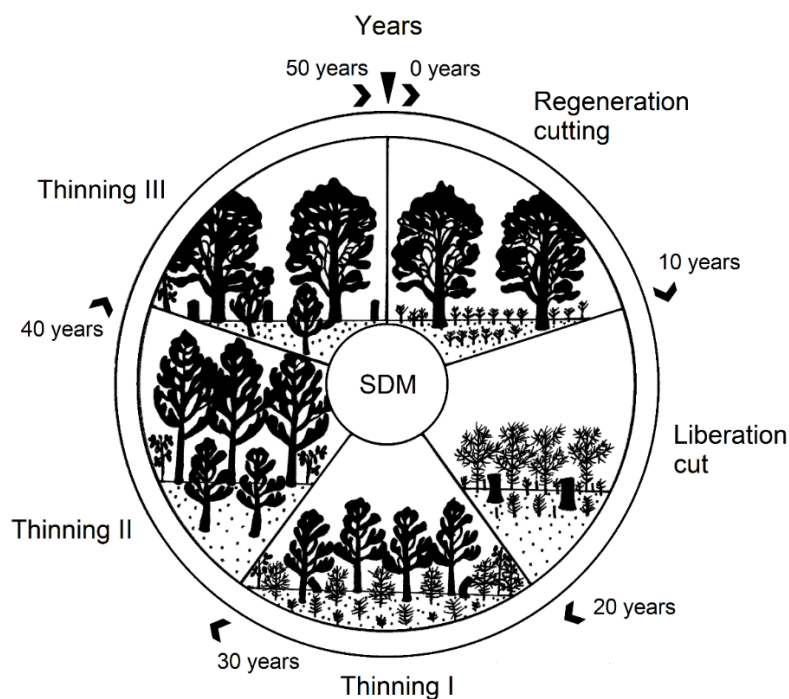 Years
50 years
0 years
Regeneration
cutting
10 years
Liberation
cut
20 years
Thinning I
30 years
Thinning II
40 years
Thinning III
SDM